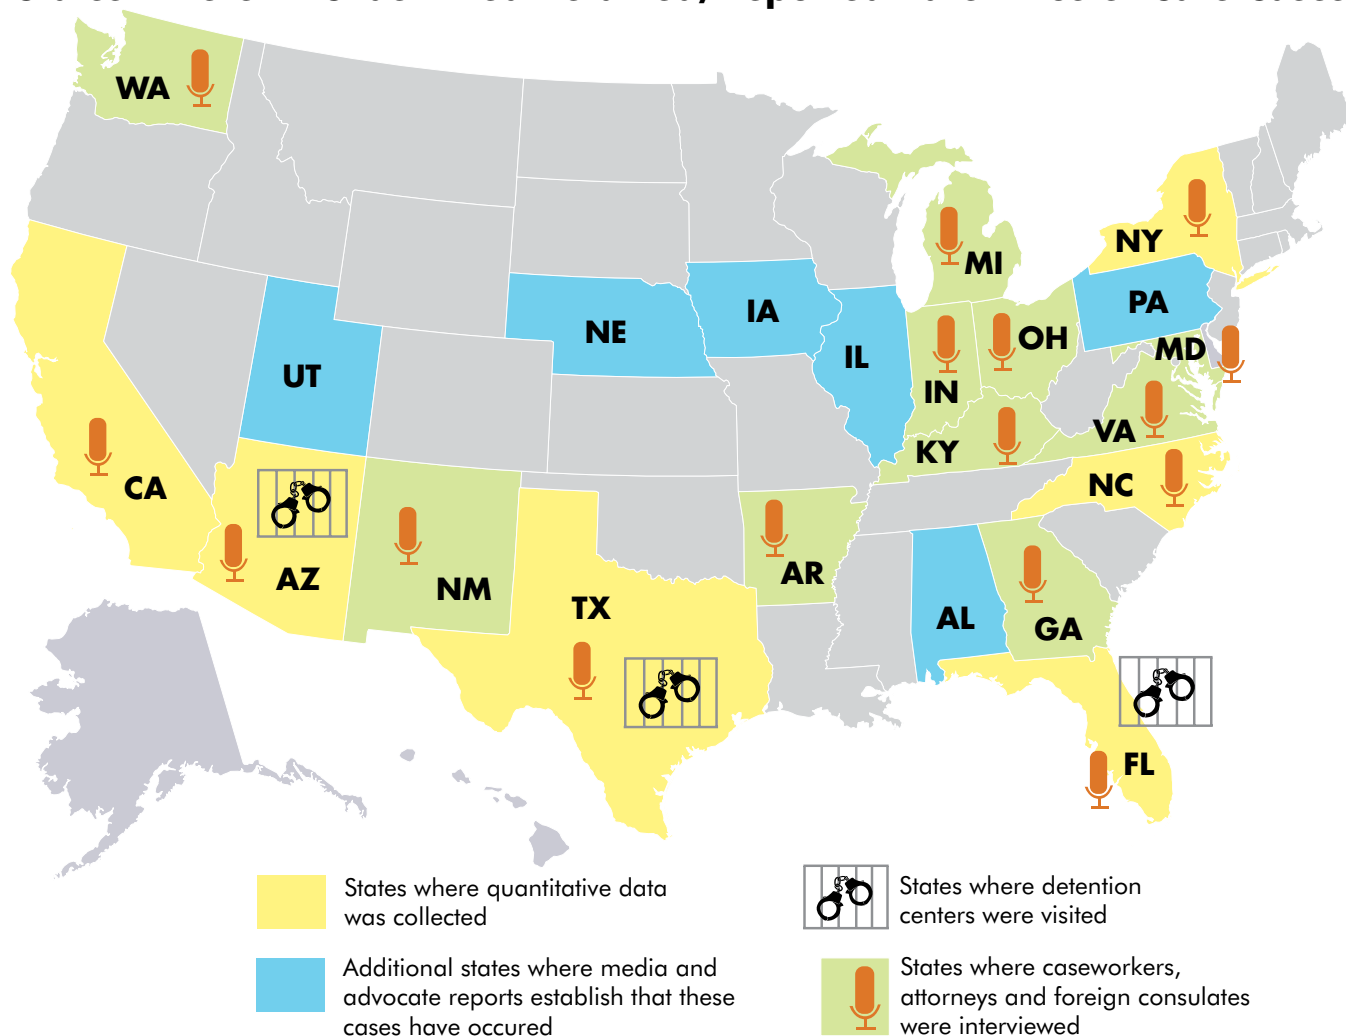 WA
NY
MI
PA
IA
NE
OH
MD
IL
UT
IN
VA
KY
NC
CA
AR
AZ
NM
TX
AL
GA
FL
States where quantitative data
was collected
States where detention
centers were visited
Additional states where media and
advocate reports establish that these
cases have occured
States where caseworkers,
attorneys and foreign consulates
were interviewed